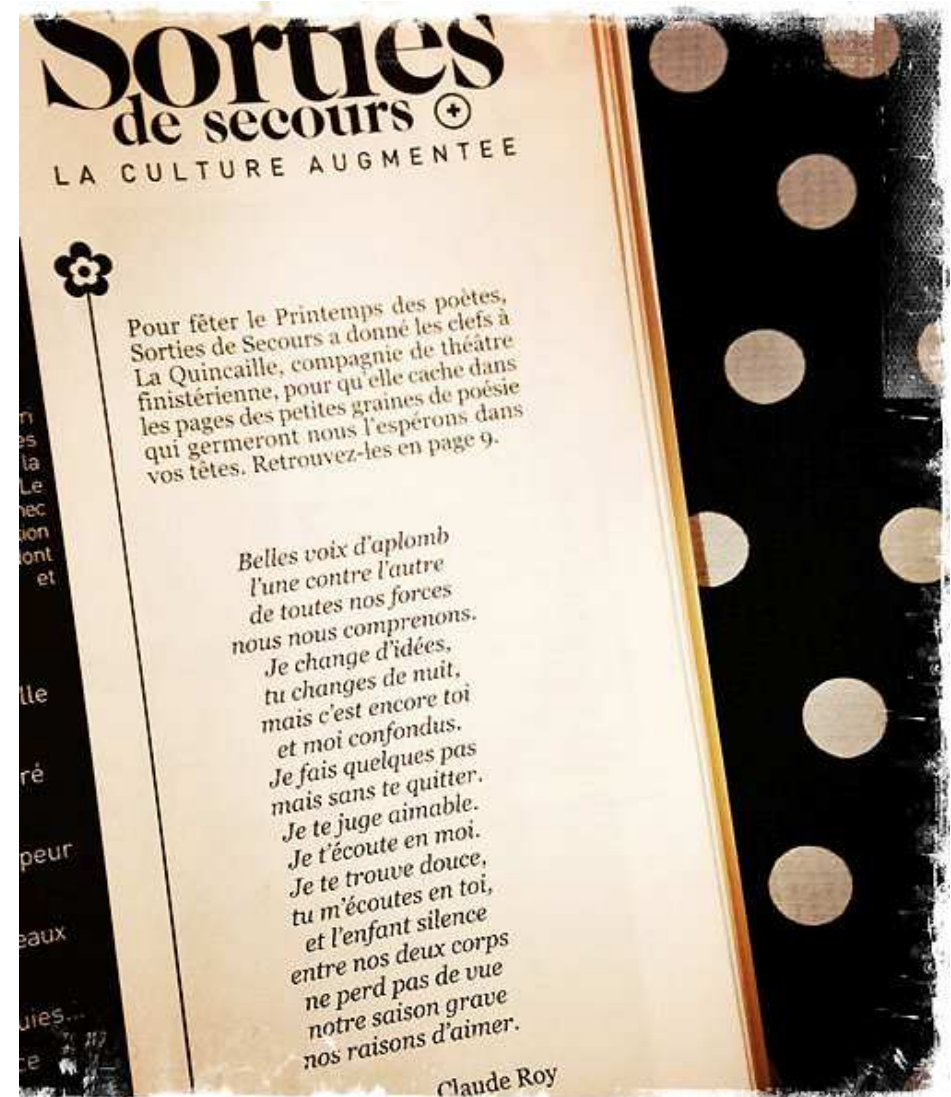 Sorties
de secours +
LA CULTURE AUGMENTEE
Pour fêter le Printemps des poètes,
Sorties de Secours a donné les clefs à
La Quincaille, compagnie de théâtre
finistérienne, pour qu'elle cache dans
les pages des petites graines de poésie
qui germeront nous l'espérons dans
vos têtes. Retrouvez-les en page 9.
Belles voix d'aplomb
l'une contre l'autre
de toutes nos forces
nous nous comprenons.
Je change d'idées,
tu changes de nuit,
mais c'est encore toi
et moi confondus.
Je fais quelques pas
mais sans te quitter.
Je te juge aimable.
Je t'écoute en moi.
Je te trouve douce,
tu m'écoutes en toi,
et l'enfant silence
entre nos deux corps
ne perd pas de vue
notre saison grave
nos raisons d'aimer.
Claude Roy
la
Le
et
peur